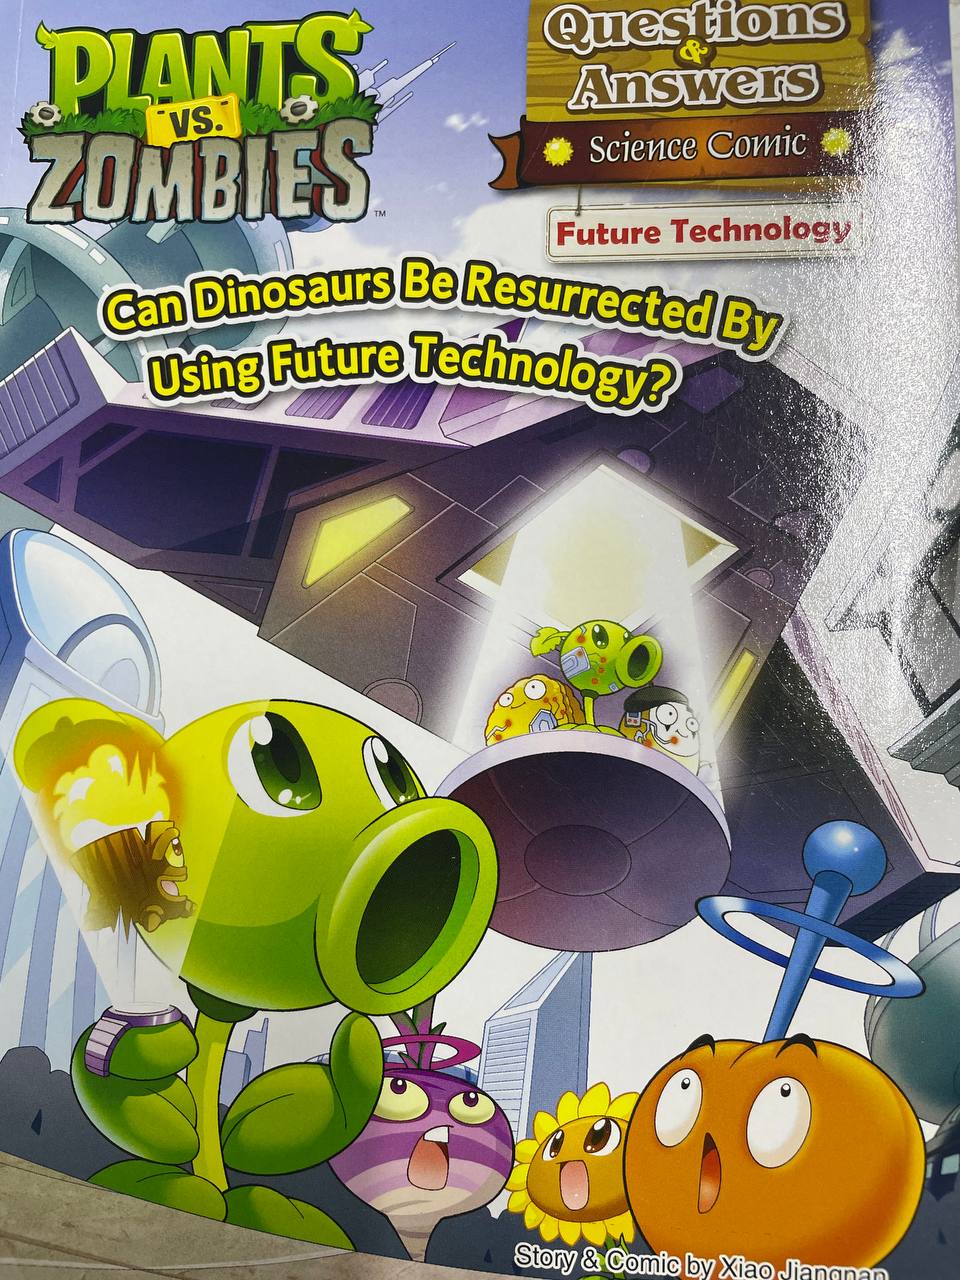 PLANTS
VS.
ZOMBIES
TM
Questions
&
Answers
Science Comic
Future Technology
Can Dinosaurs Be Resurrected By
Using Future Technology?
Story & Comic by Xiao Jiangnan